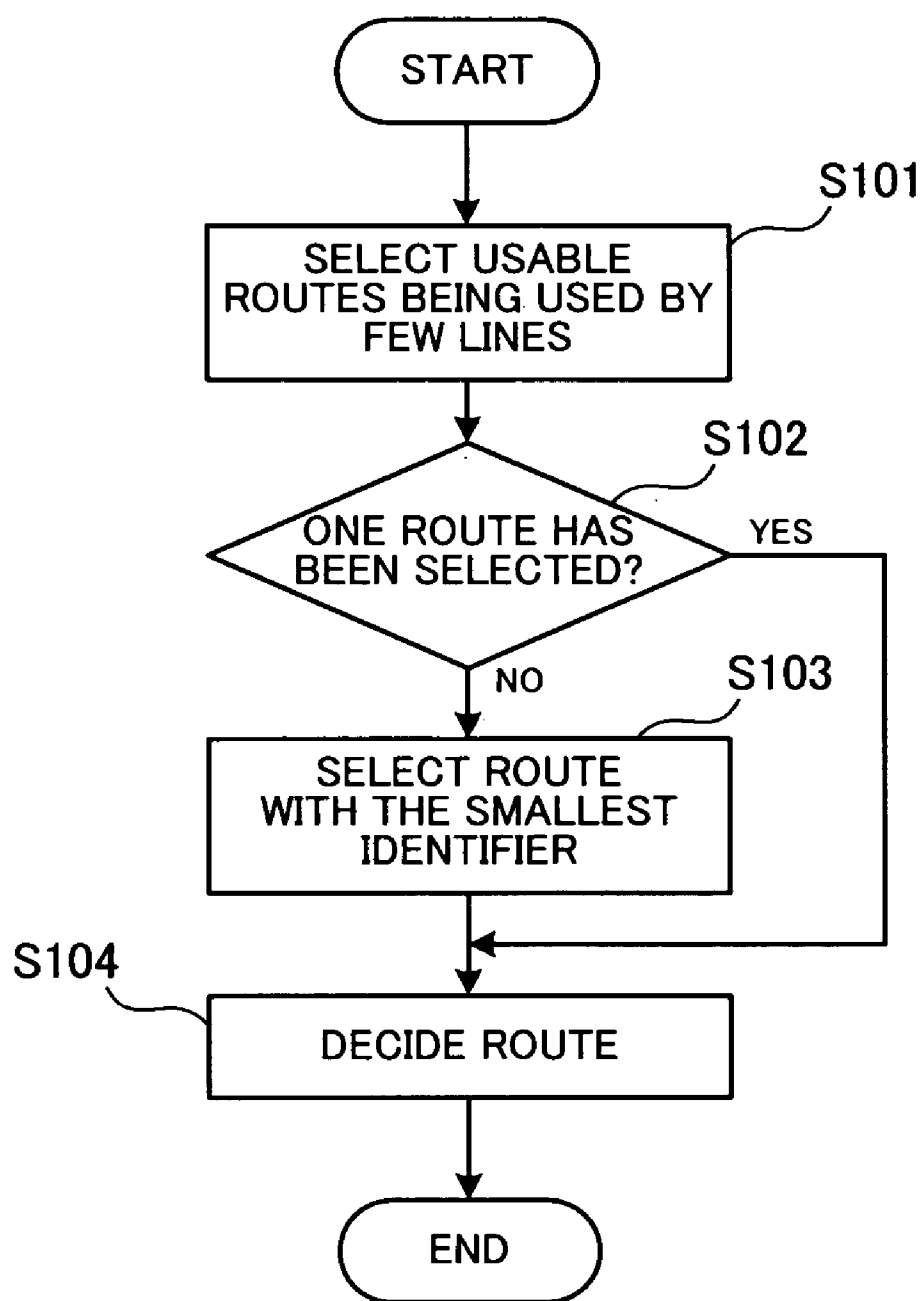 START
S101
SELECT USABLE
ROUTES BEING USED BY
FEW LINES
S102
ONE ROUTE HAS
BEEN SELECTED?
YES
NO
S103
SELECT ROUTE
WITH THE SMALLEST
IDENTIFIER
S104
DECIDE ROUTE
END